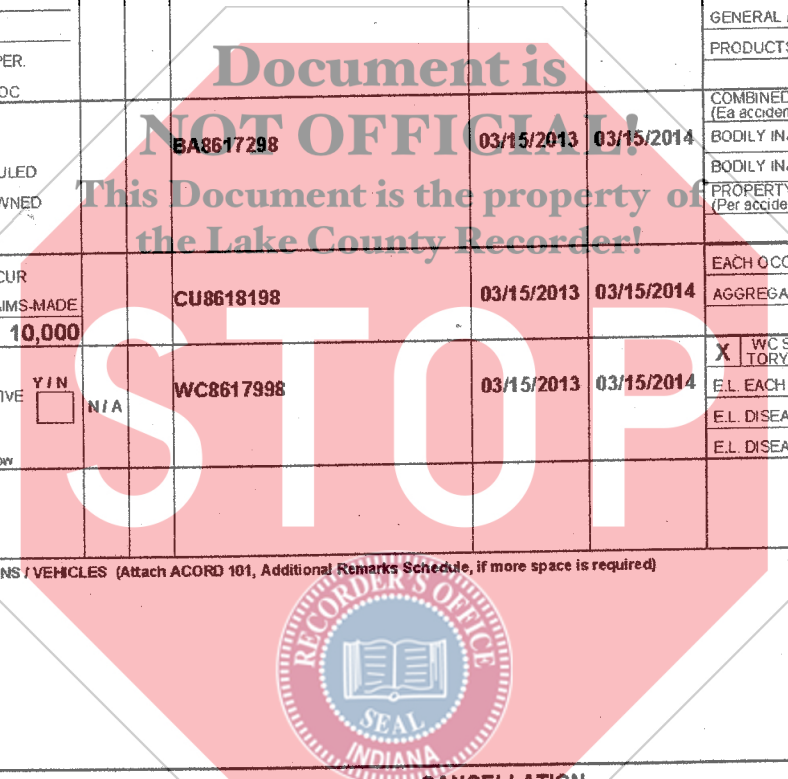 GENERAL
PER.
PRODUCTS
OC
Document is
NOT OFFICIAL!
This Document is the property of
the Lake County Recorder!
COMBINED
(Ea acciden
BA8617298 03/15/2013 03/15/2014 BODILY INJ
ULED BODILY INJ
WNED PROPERTY
(Per accide
CUR EACH OCC
AIMS-MADE CU8618198 03/15/2013 03/15/2014 AGGREGA
10,000
STOP
X WC S
TORY
Y / N
IVE N / A WC8617998 03/15/2013 03/15/2014 E.L. EACH
E.L. DISEA
ow E.L. DISEA
NS / VEHICLES (Attach ACORD 101, Additional Remarks Schedule, if more space is required)
RECORDER'S OFFICE
SEAL
INDIANA
CANCELLATION